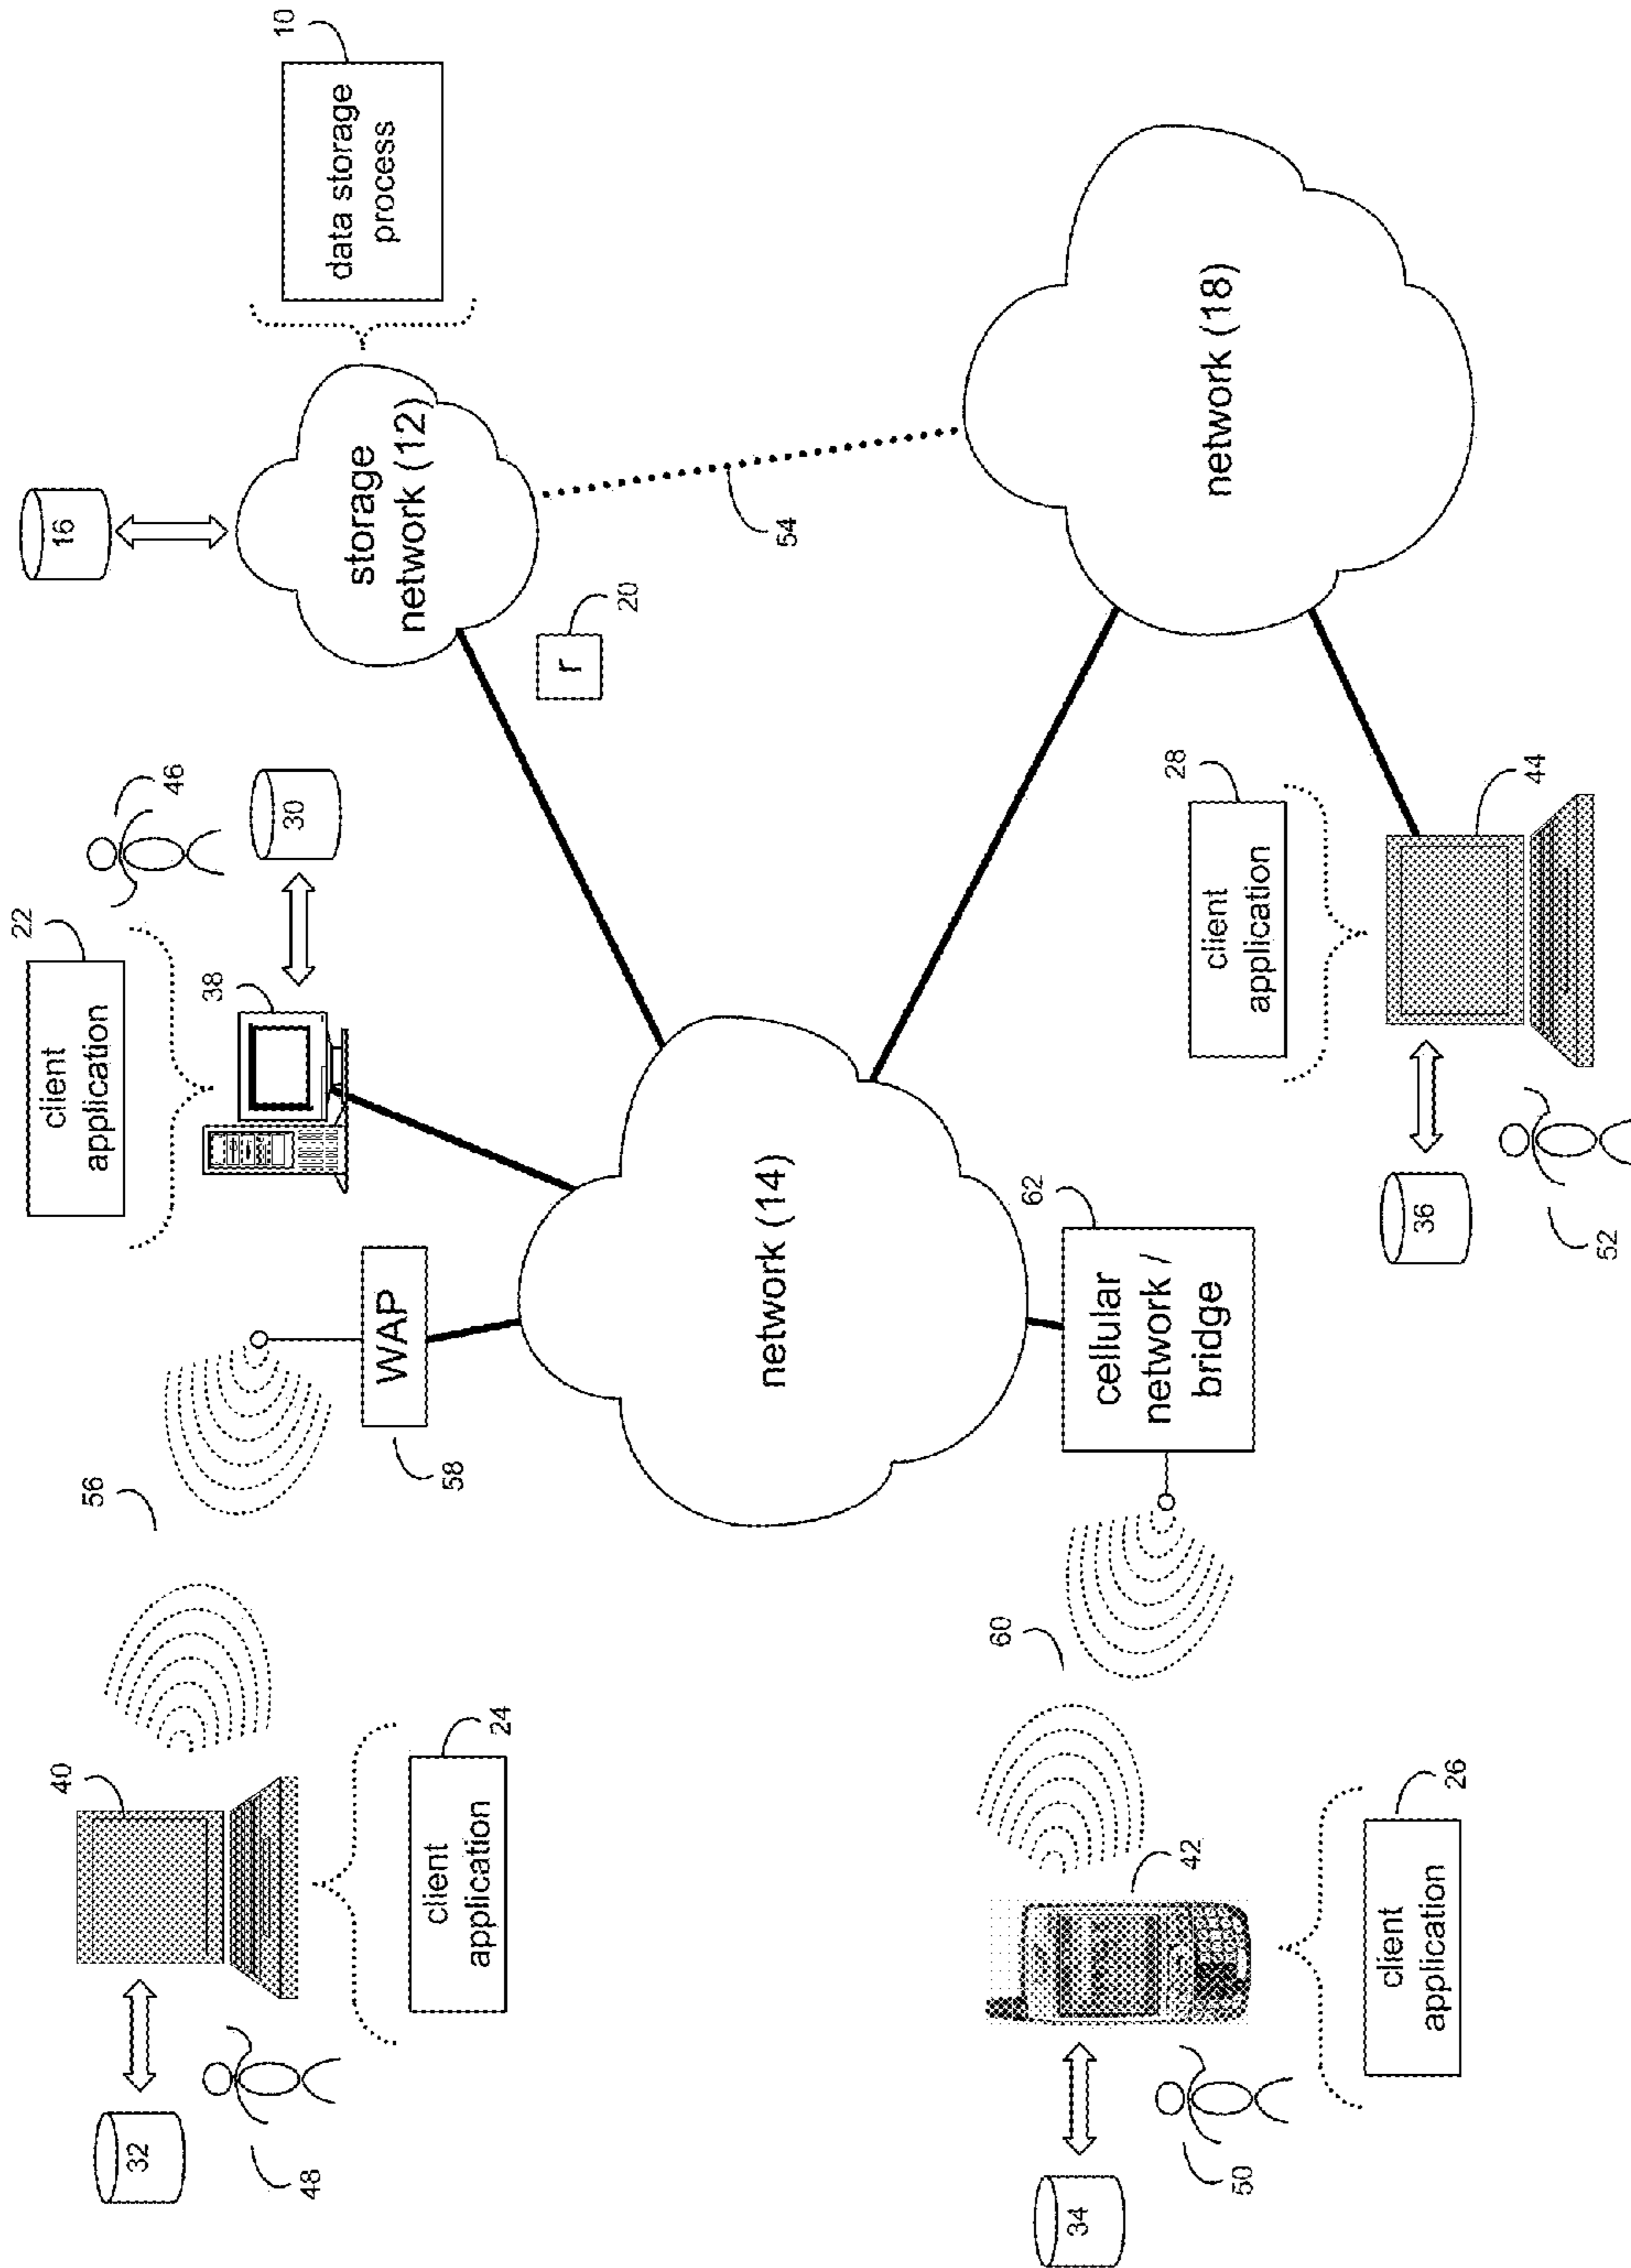 32
48
40
client
application
24
56
WAP
58
client
application
22
38
46
30
16
storage
network (12)
data storage
process
10
r
20
54
network (14)
network (18)
34
50
42
client
application
26
60
cellular
network /
bridge
62
36
52
client
application
28
44